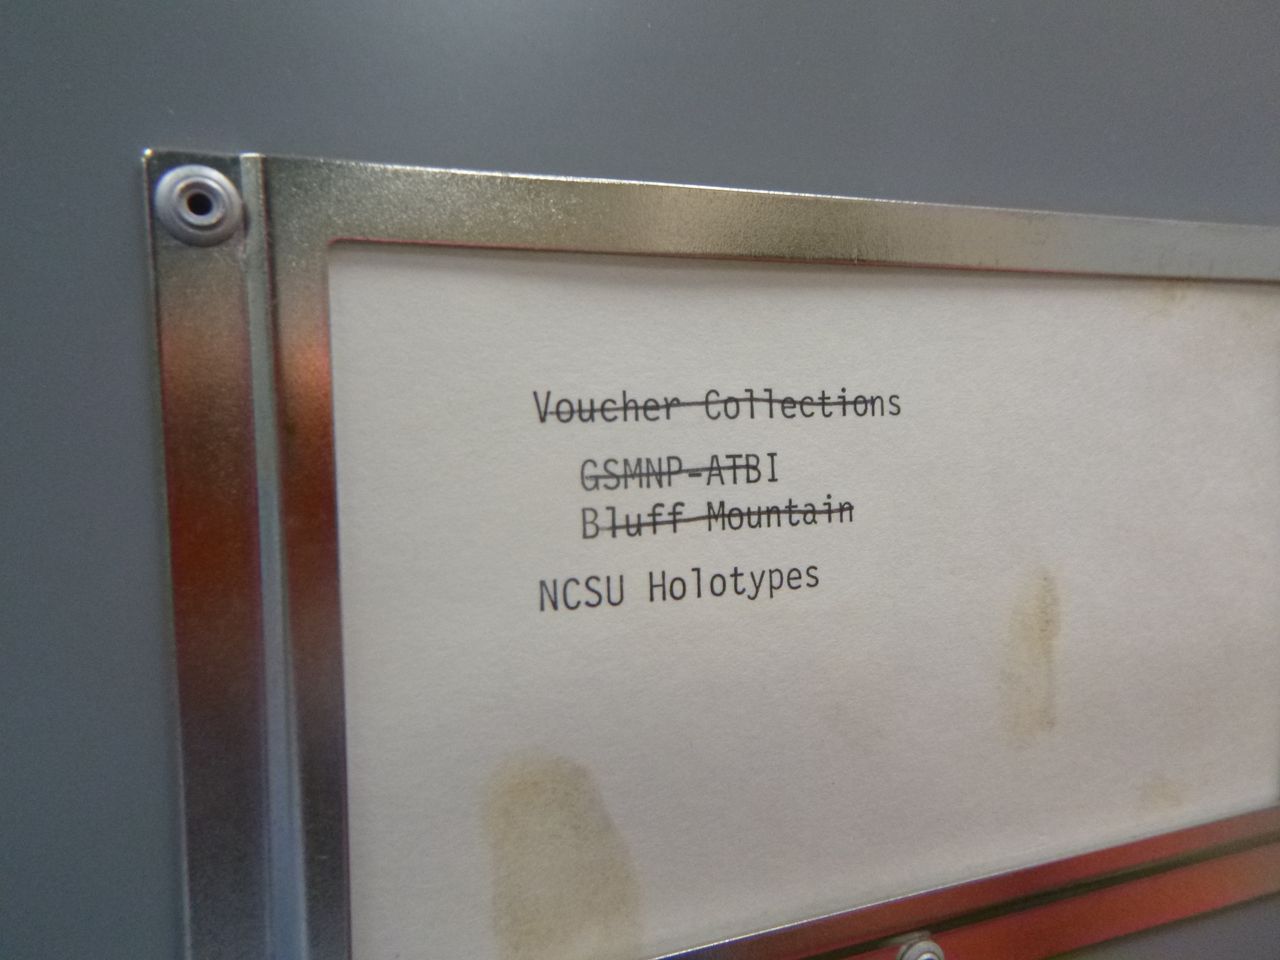 Voucher Collections
GSMNP-ATBI
Bluff Mountain
NCSU Holotypes